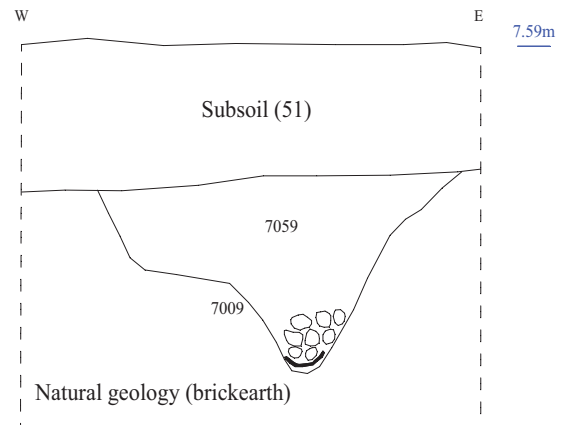 W
E
7.59m
Subsoil (51)
7059
7009
Natural geology (brickearth)